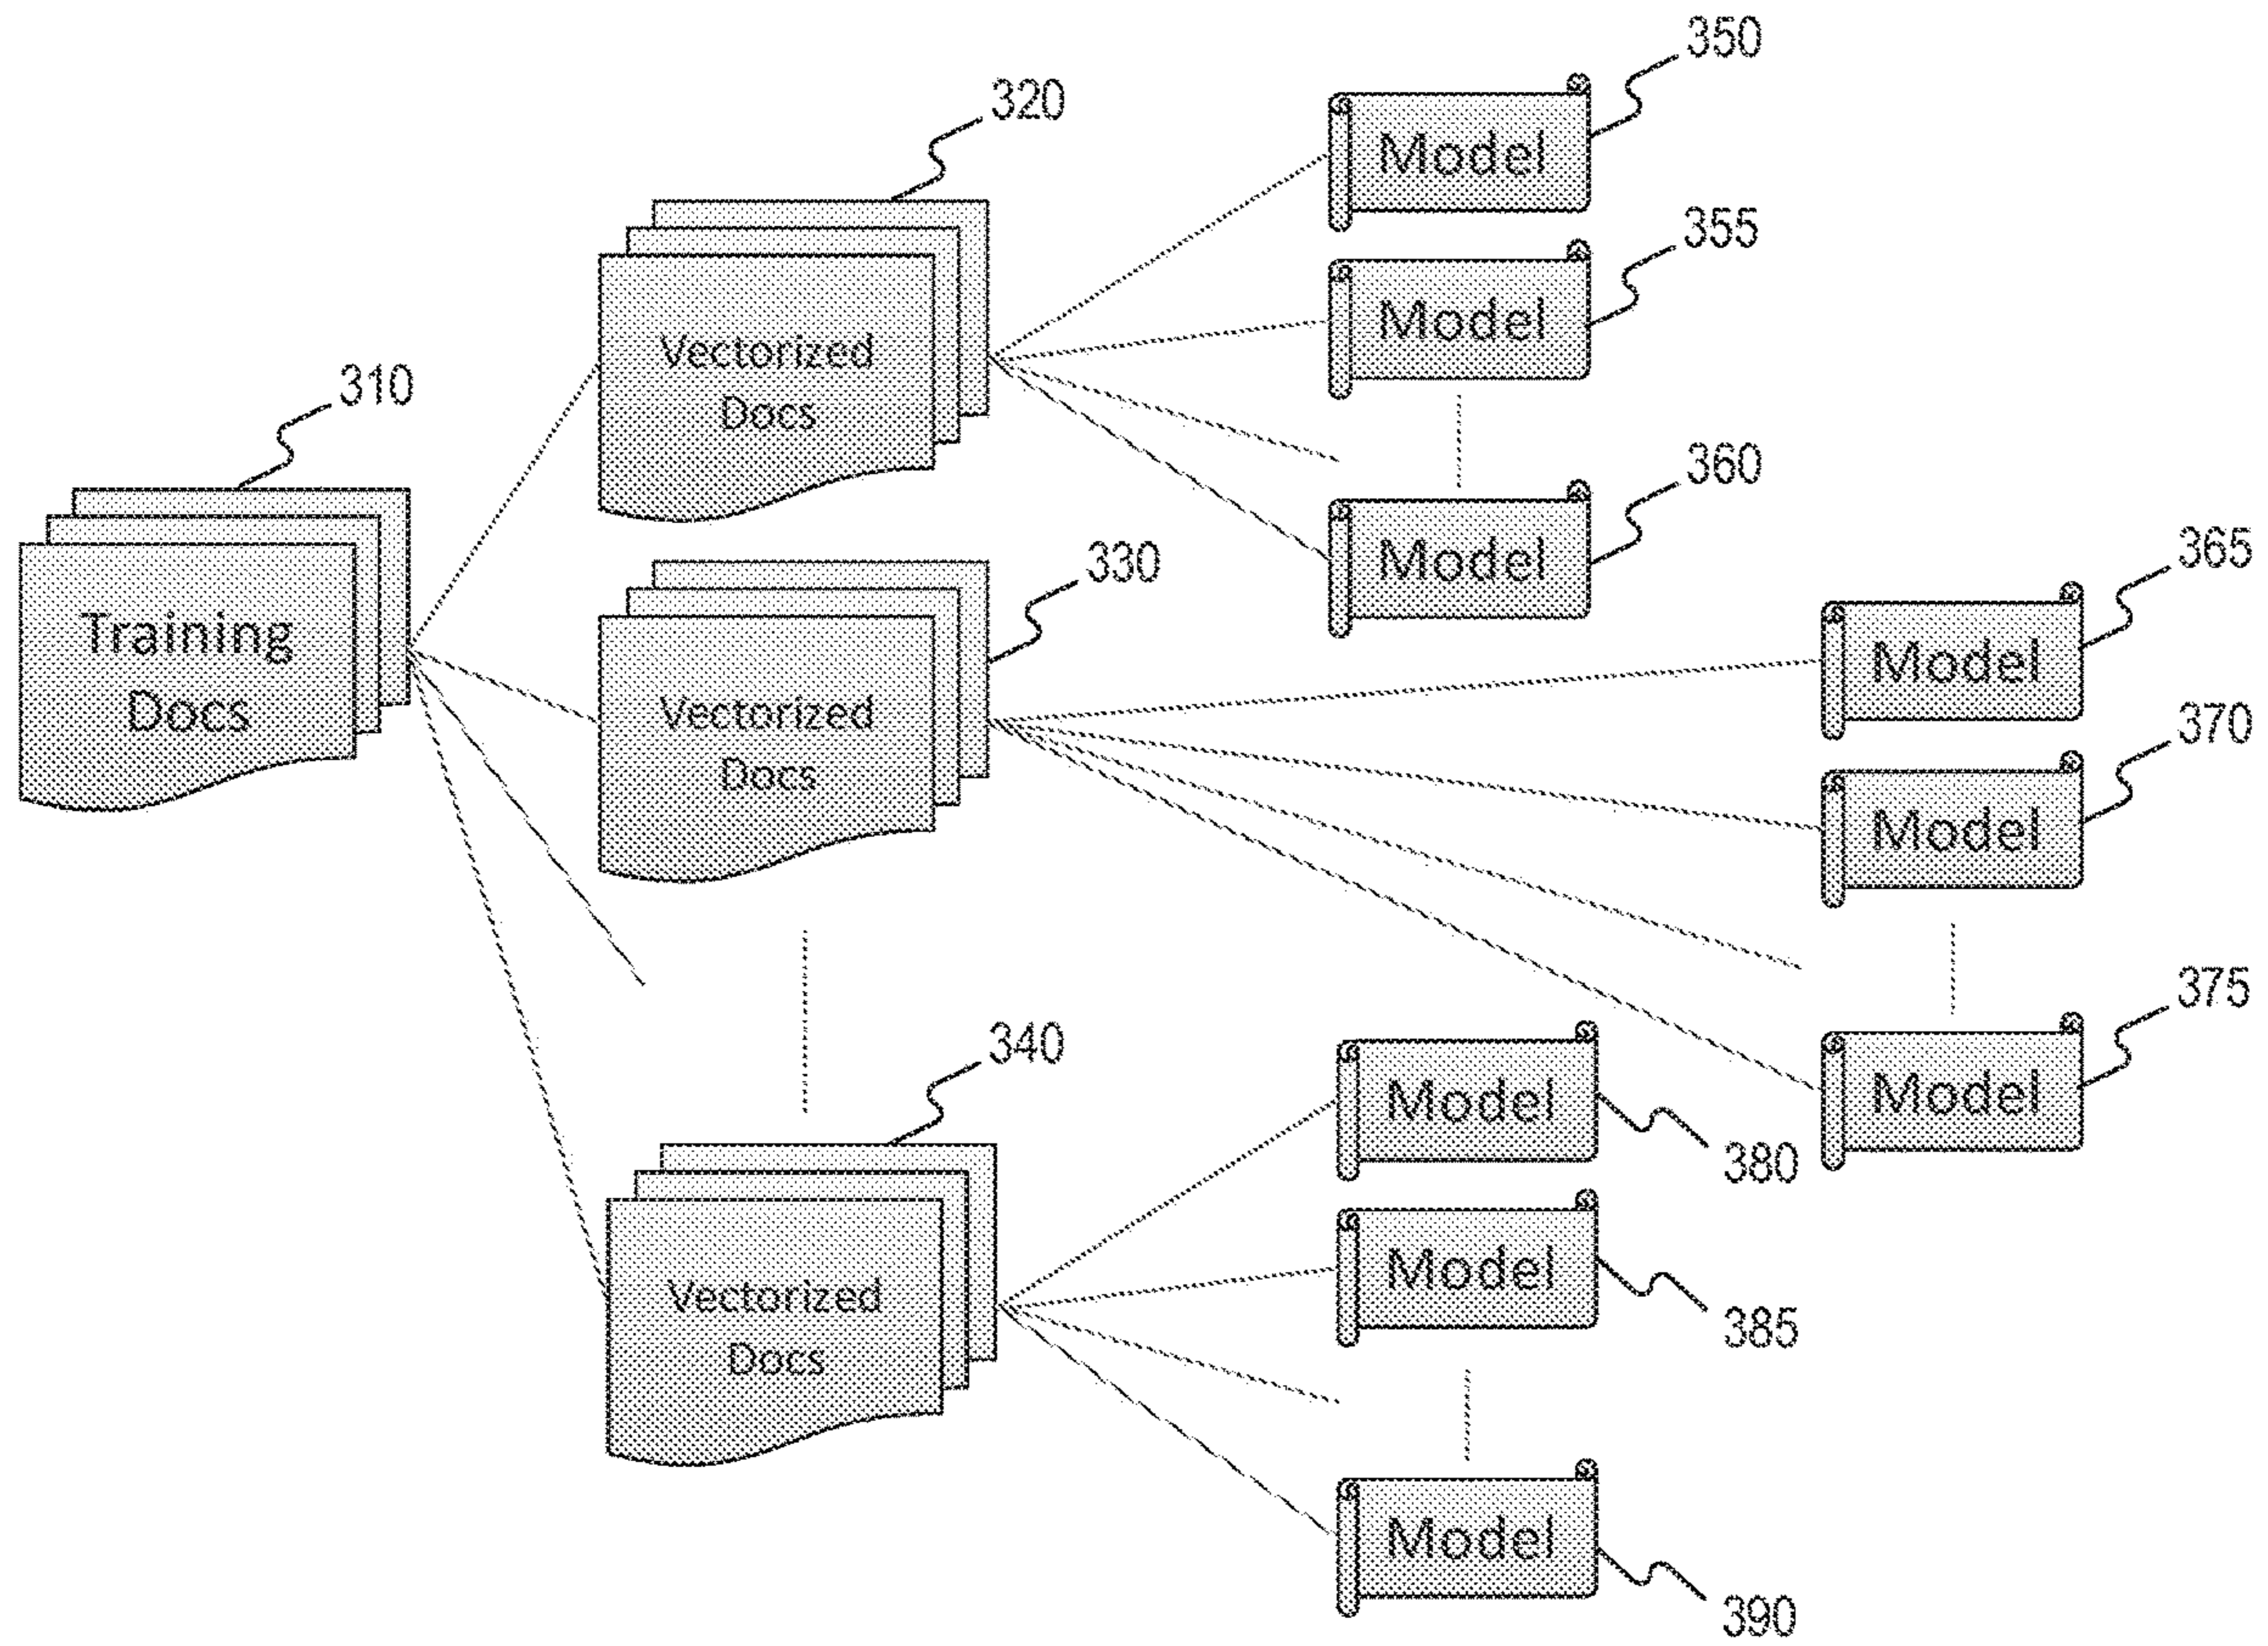 310
Training
Docs
320
Vectorized
Docs
330
Vectorized
Docs
340
Vectorized
Docs
350
Model
355
Model
360
Model
365
Model
370
Model
375
Model
380
Model
385
Model
390
Model